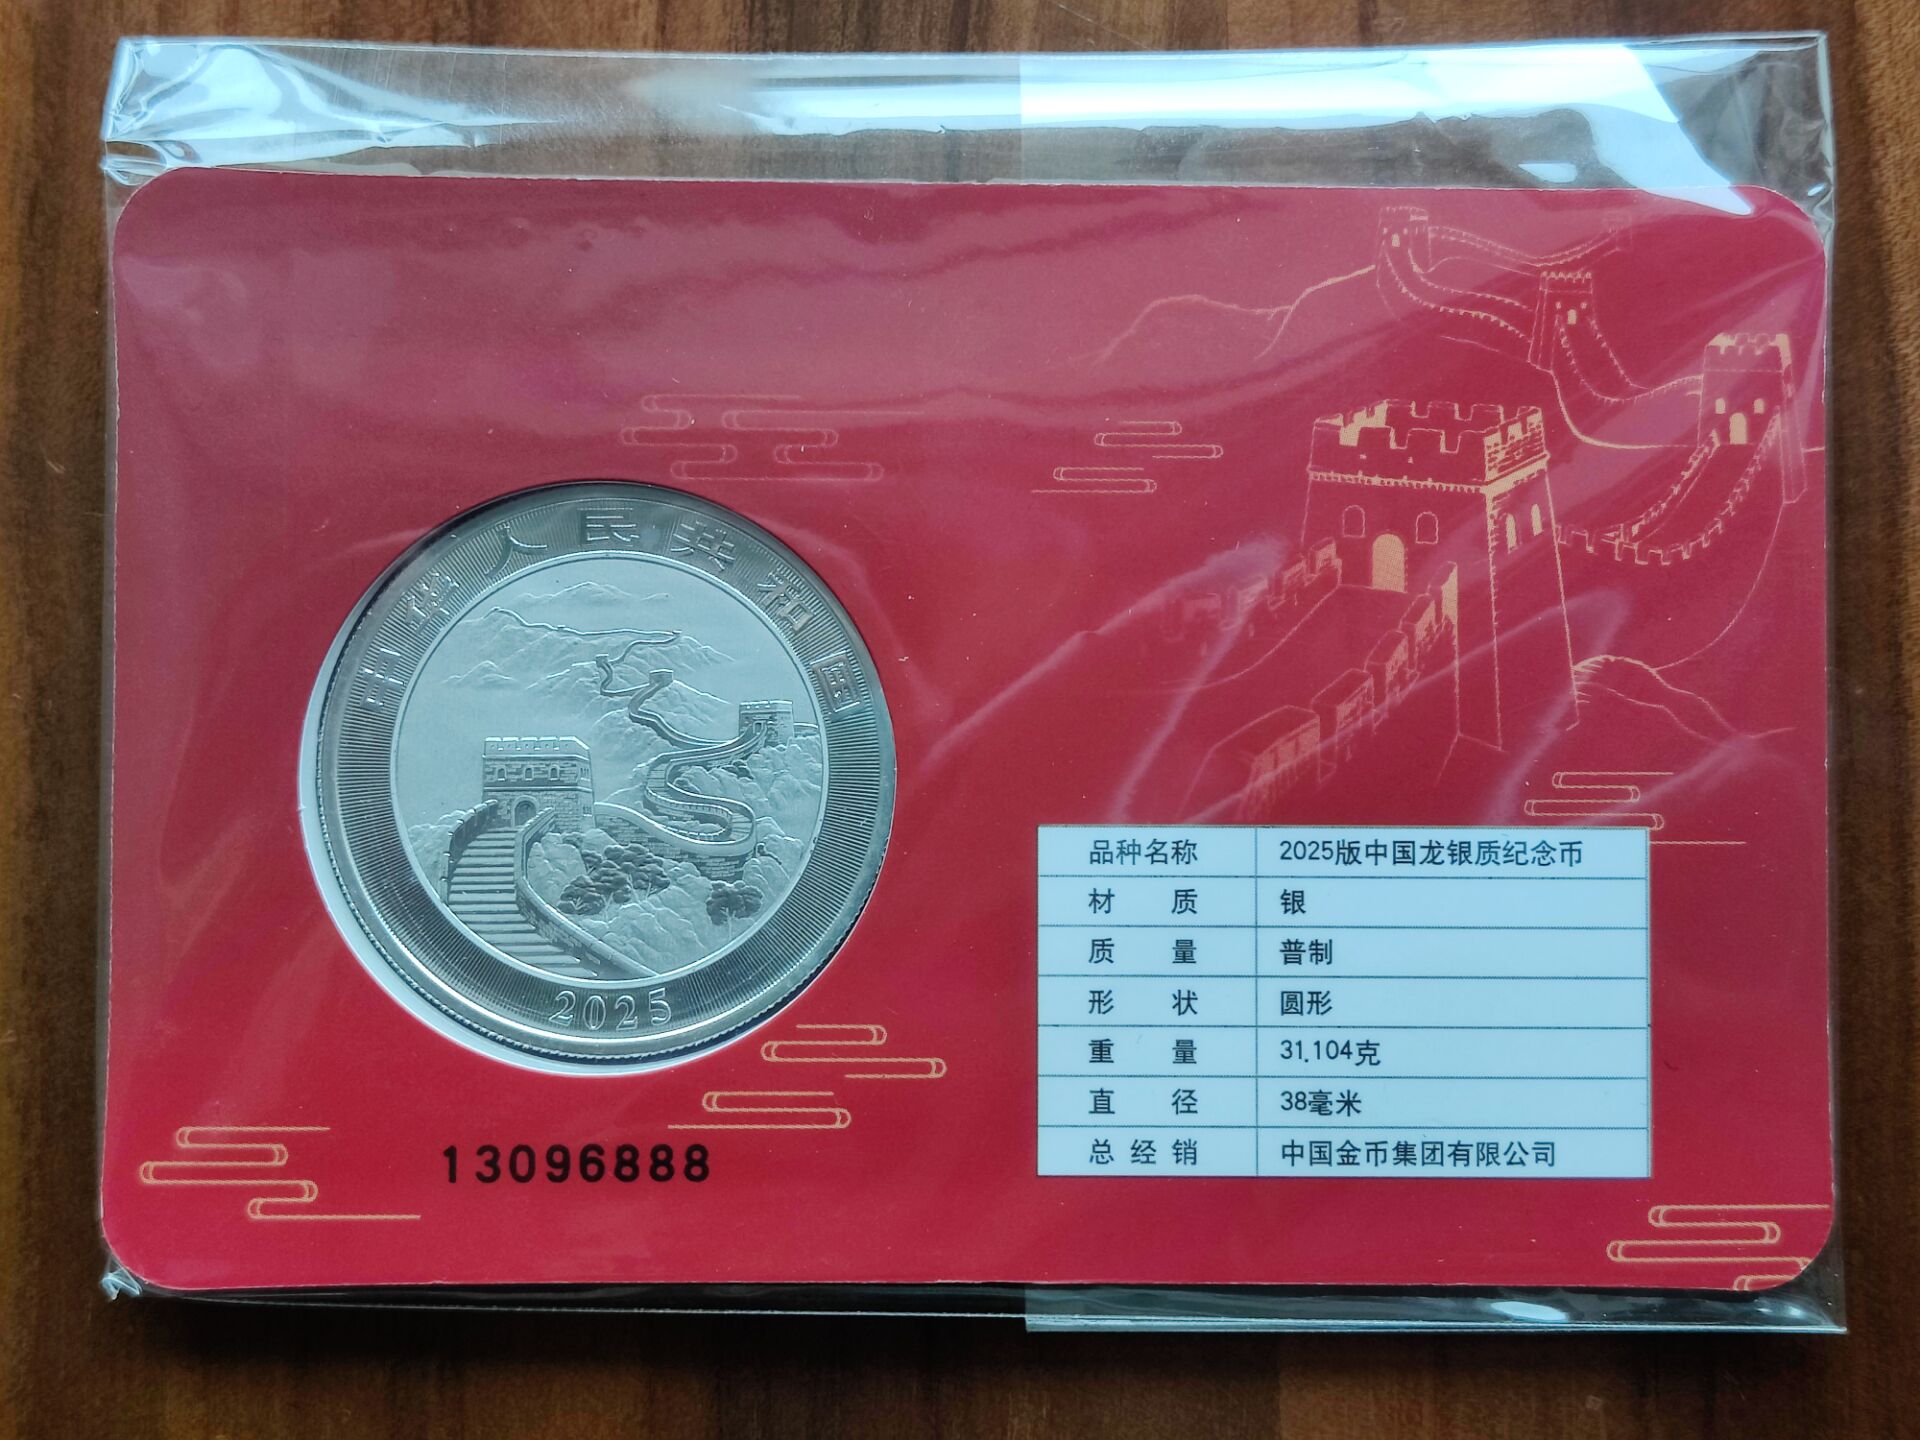 中华人民共和国
2025
13096888
品种名称 2025版中国龙银质纪念币
材质 银
质量 普制
形状 圆形
重量 31.104克
直径 38毫米
总经销 中国金币集团有限公司